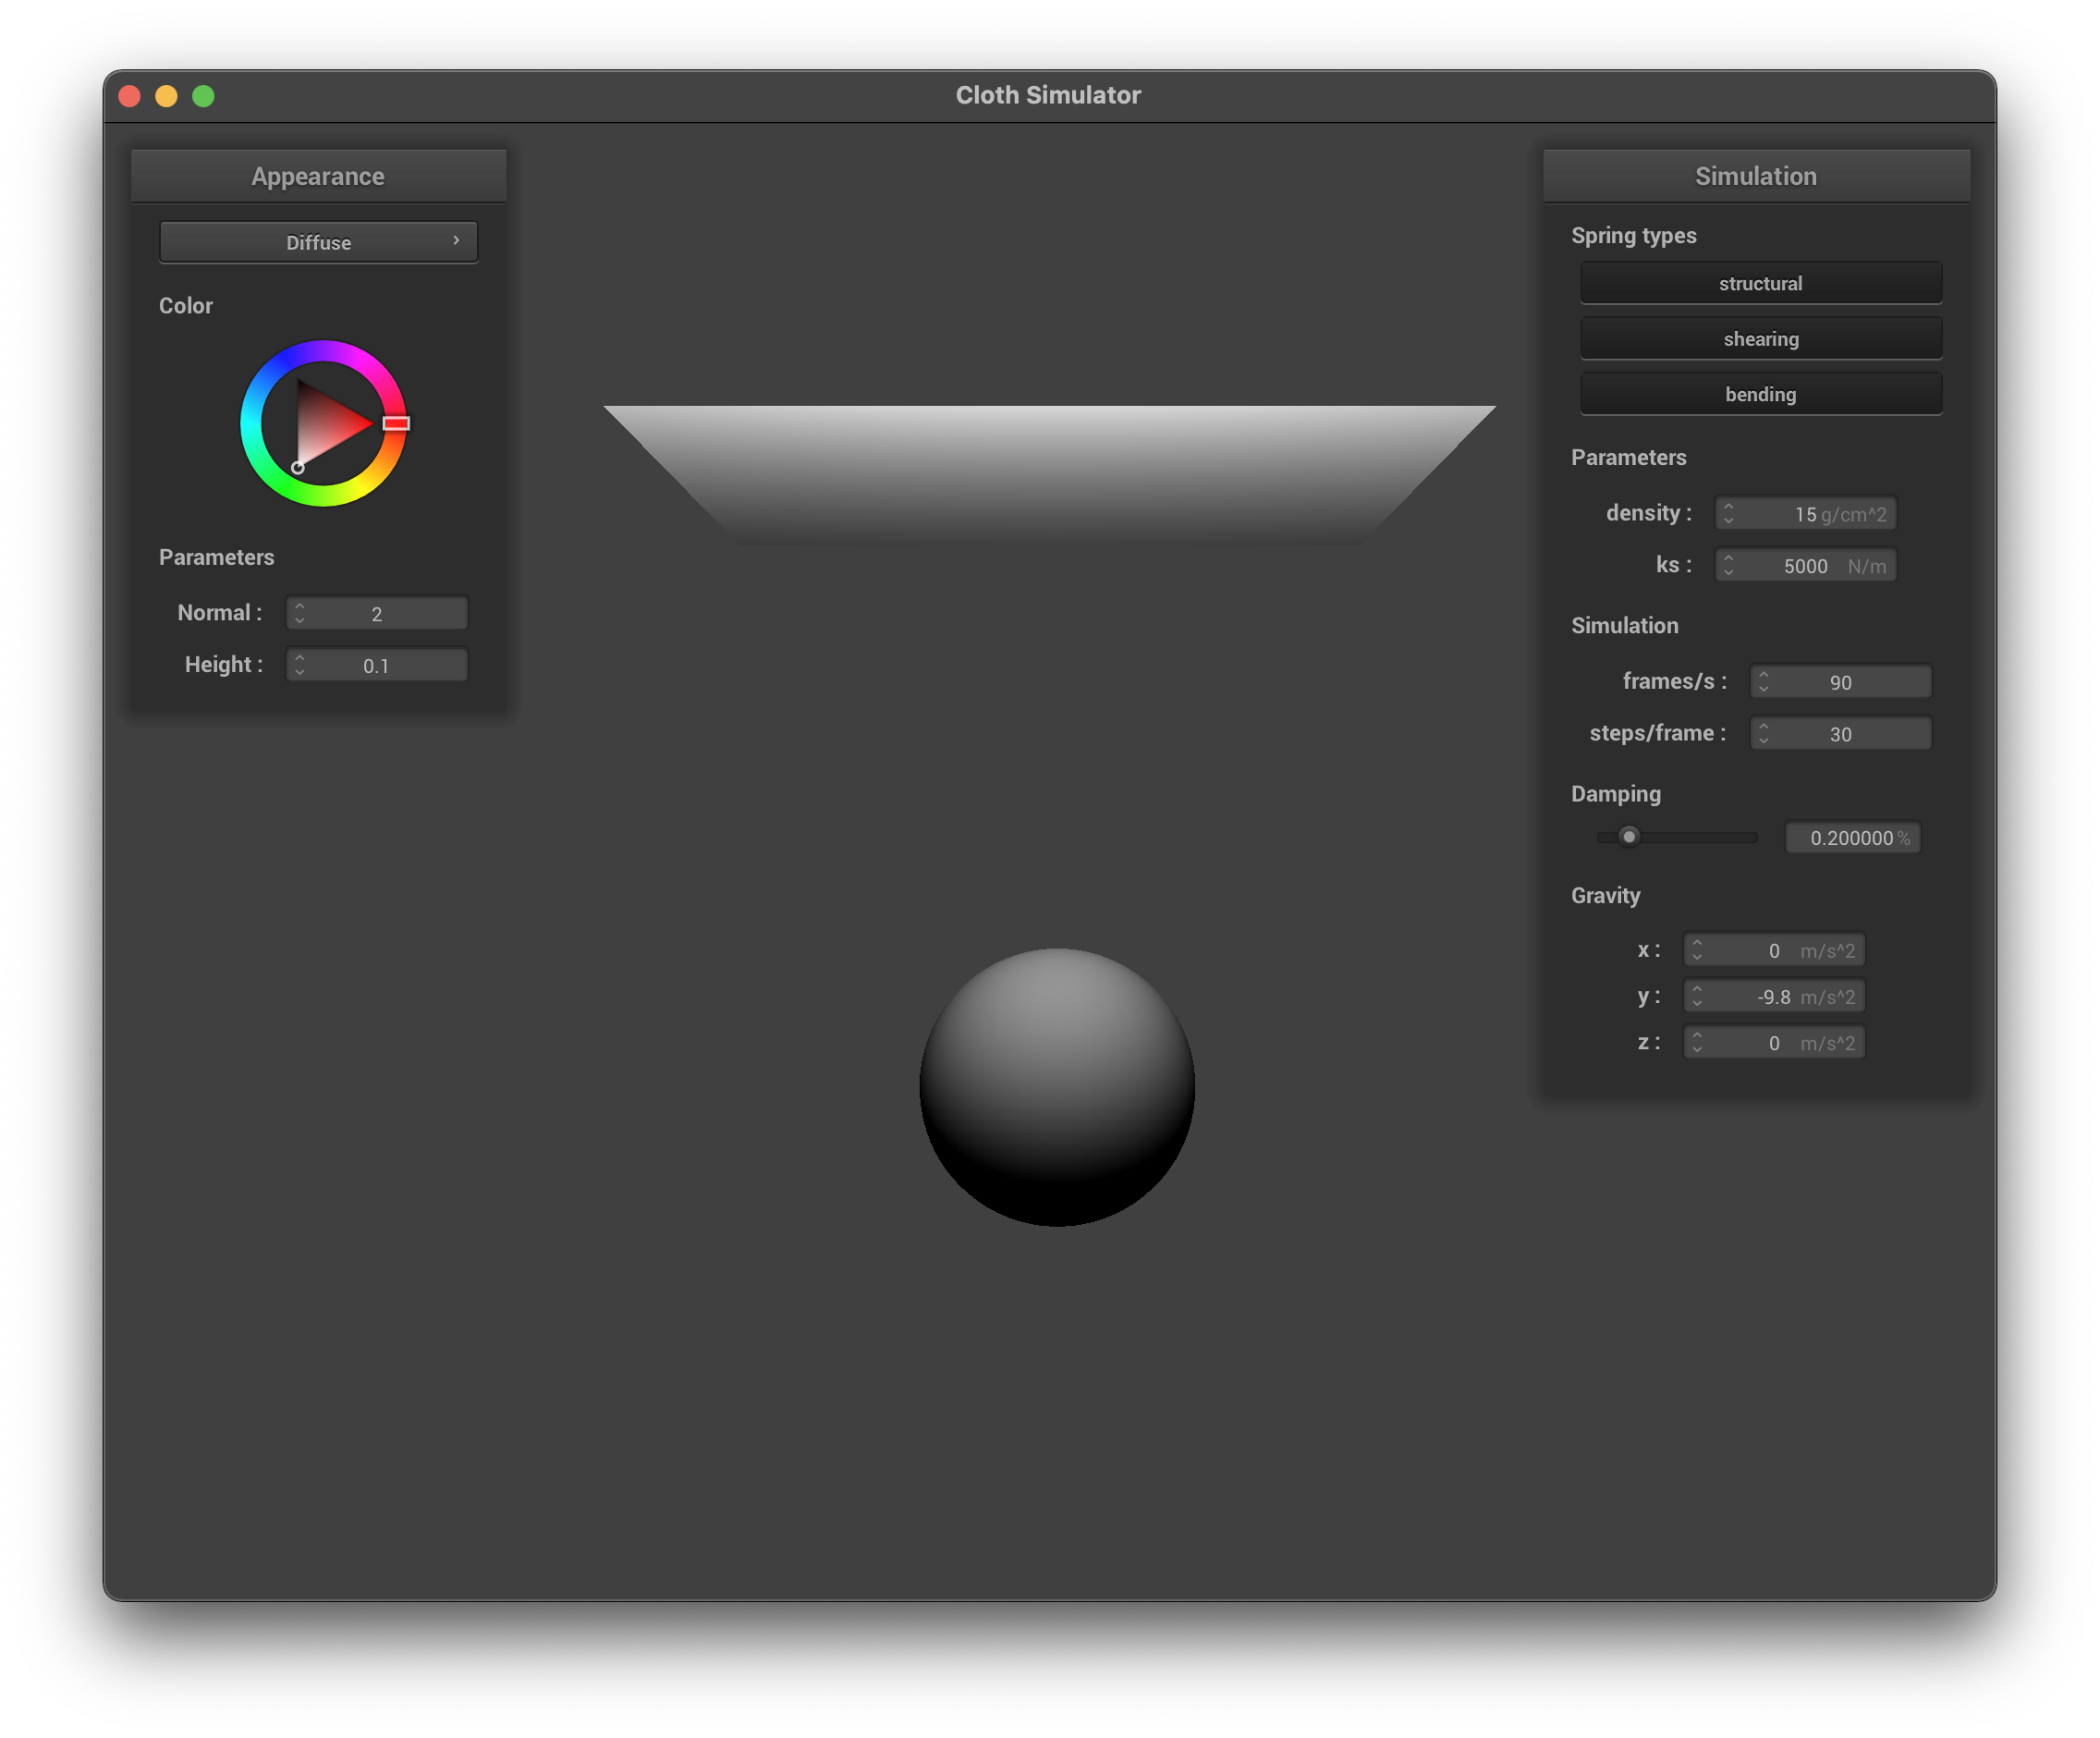 Cloth Simulator
Appearance
Diffuse
Color
Parameters
Normal : 2
Height : 0.1
Simulation
Spring types
structural
shearing
bending
Parameters
density : 15 g/cm^2
ks : 5000 N/m
Simulation
frames/s : 90
steps/frame : 30
Damping
0.200000 %
Gravity
x : 0 m/s^2
y : -9.8 m/s^2
z : 0 m/s^2